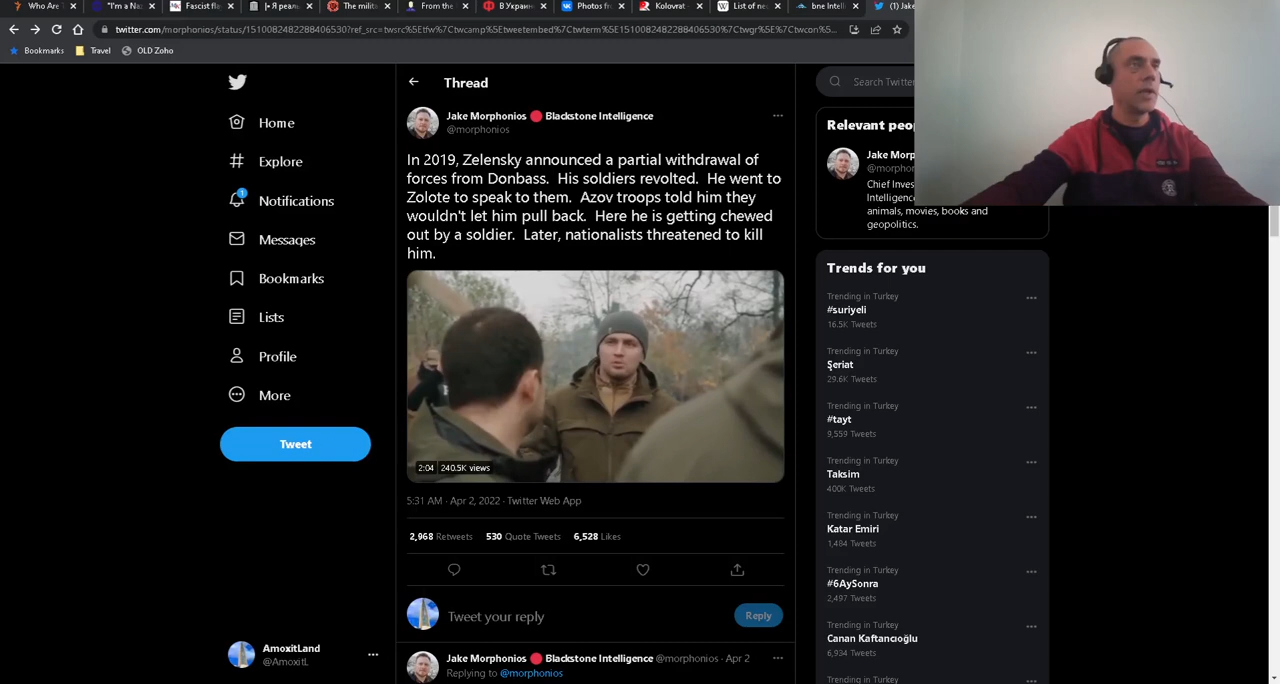 Who Are T
"I'm a Naz
Fascist fla
[• Я реаль
The milita
From the
В Украин
Photos fr
Kolovrat -
List of neo
bne Intelli
(1) Jake
twitter.com/morphonios/status/1510082482288406530?ref_src=twsrc%5Etfw%7Ctwcamp%5Etweetembed%7Ctwterm%5E1510082482288406530%7Ctwgr%5E%7Ctwcon%5...
Bookmarks
Travel
OLD Zoho
Home
Explore
1
Notifications
Messages
Bookmarks
Lists
Profile
More
Tweet
AmoxitLand
@AmoxitL
Thread
Jake Morphonios 🔴 Blackstone Intelligence
@morphonios
In 2019, Zelensky announced a partial withdrawal of
forces from Donbass. His soldiers revolted. He went to
Zolote to speak to them. Azov troops told him they
wouldn't let him pull back. Here he is getting chewed
out by a soldier. Later, nationalists threatened to kill
him.
2:04 240.5K views
5:31 AM · Apr 2, 2022 · Twitter Web App
2,968 Retweets 530 Quote Tweets 6,528 Likes
Tweet your reply
Reply
Jake Morphonios 🔴 Blackstone Intelligence @morphonios · Apr 2
Replying to @morphonios
Search Twitter
Relevant peop
Jake Morp
@morpho
Chief Inves
Intelligenc
animals, movies, books and
geopolitics.
Trends for you
Trending in Turkey
#suriyeli
16.5K Tweets
Trending in Turkey
Şeriat
29.6K Tweets
Trending in Turkey
#tayt
9,559 Tweets
Trending in Turkey
Taksim
400K Tweets
Trending in Turkey
Katar Emiri
1,484 Tweets
Trending in Turkey
#6AySonra
2,497 Tweets
Trending in Turkey
Canan Kaftancıoğlu
6,934 Tweets
Trending in Turkey